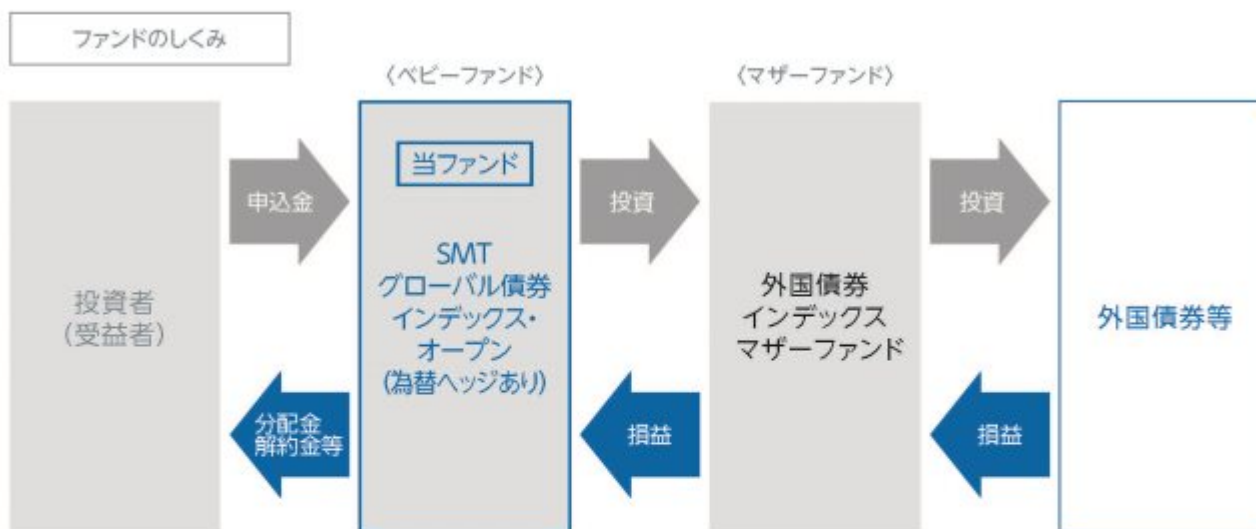 ファンドのしくみ
〈ベビーファンド〉
〈マザーファンド〉
投資者
(受益者)
申込金
分配金
解約金等
当ファンド
SMT
グローバル債券
インデックス・
オープン
(為替ヘッジあり)
投資
損益
外国債券
インデックス
マザーファンド
投資
損益
外国債券等